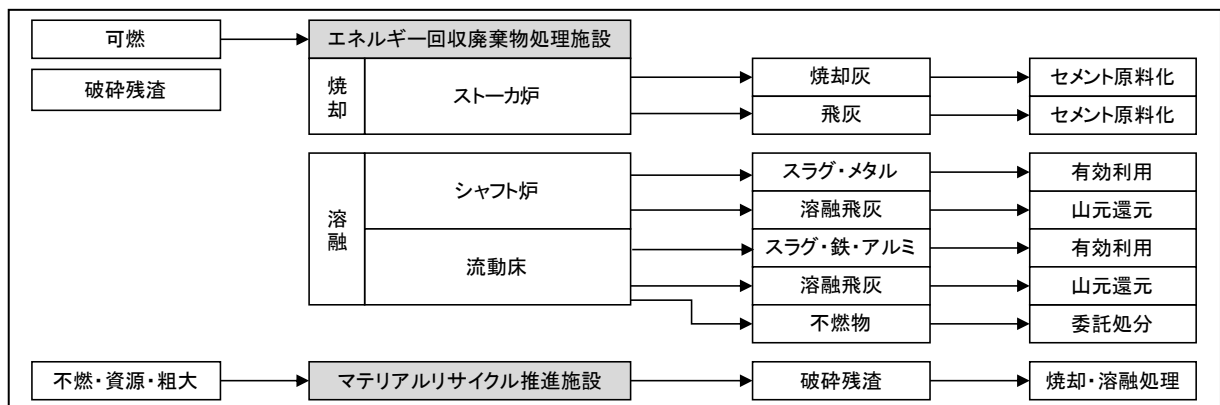 可燃
エネルギー回収廃棄物処理施設
破砕残渣
焼却
ストーカ炉
焼却灰
セメント原料化
飛灰
セメント原料化
溶融
シャフト炉
スラグ・メタル
有効利用
溶融飛灰
山元還元
流動床
スラグ・鉄・アルミ
有効利用
溶融飛灰
山元還元
不燃物
委託処分
不燃・資源・粗大
マテリアルリサイクル推進施設
破砕残渣
焼却・溶融処理